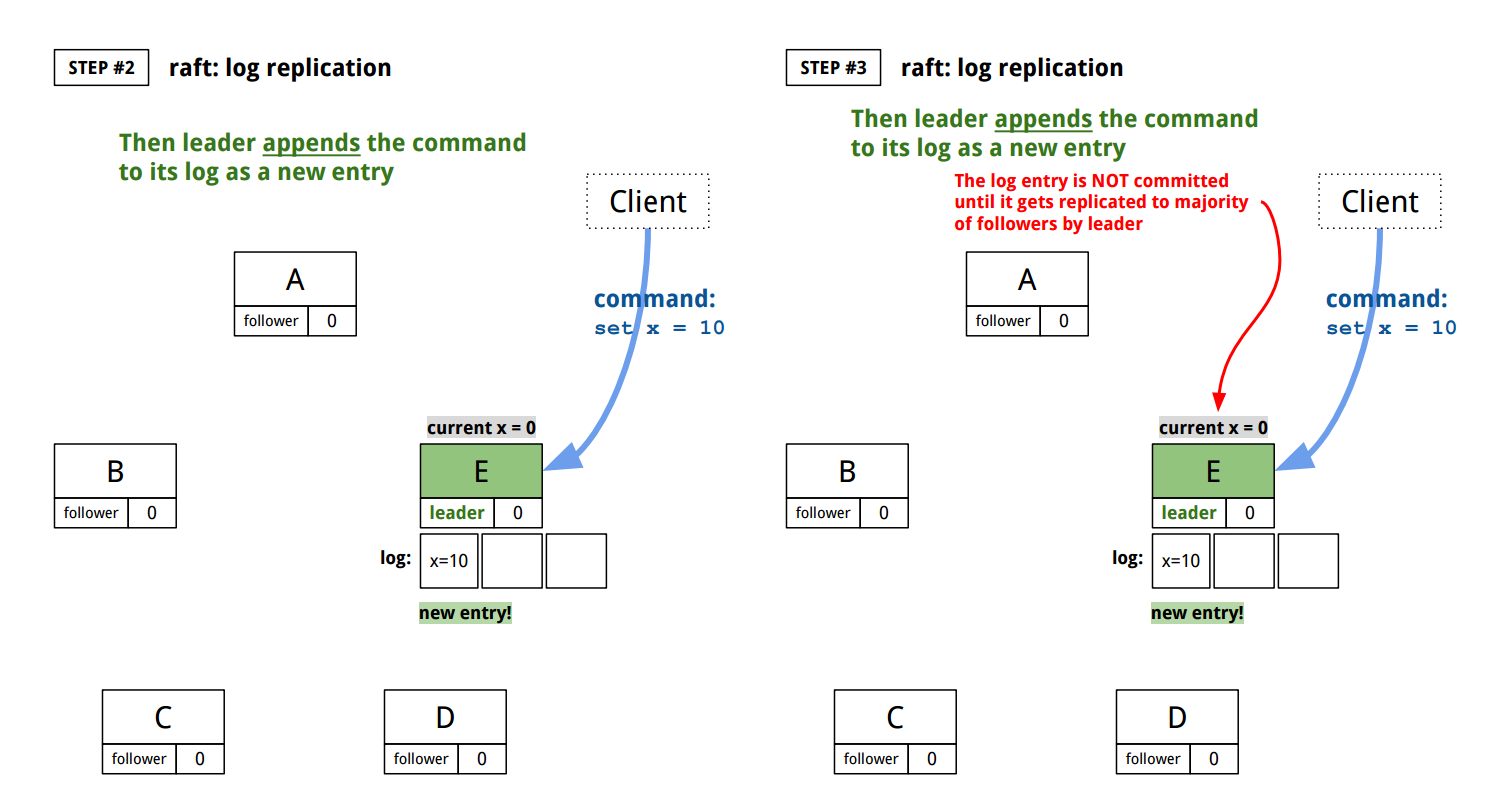 STEP #2
raft: log replication
Then leader appends the command
to its log as a new entry
Client
A
follower
0
command:
set x = 10
current x = 0
B
follower
0
E
leader
0
log:
x=10
new entry!
C
follower
0
D
follower
0
STEP #3
raft: log replication
Then leader appends the command
to its log as a new entry
The log entry is NOT committed
until it gets replicated to majority
of followers by leader
Client
A
follower
0
command:
set x = 10
current x = 0
B
follower
0
E
leader
0
log:
x=10
new entry!
C
follower
0
D
follower
0